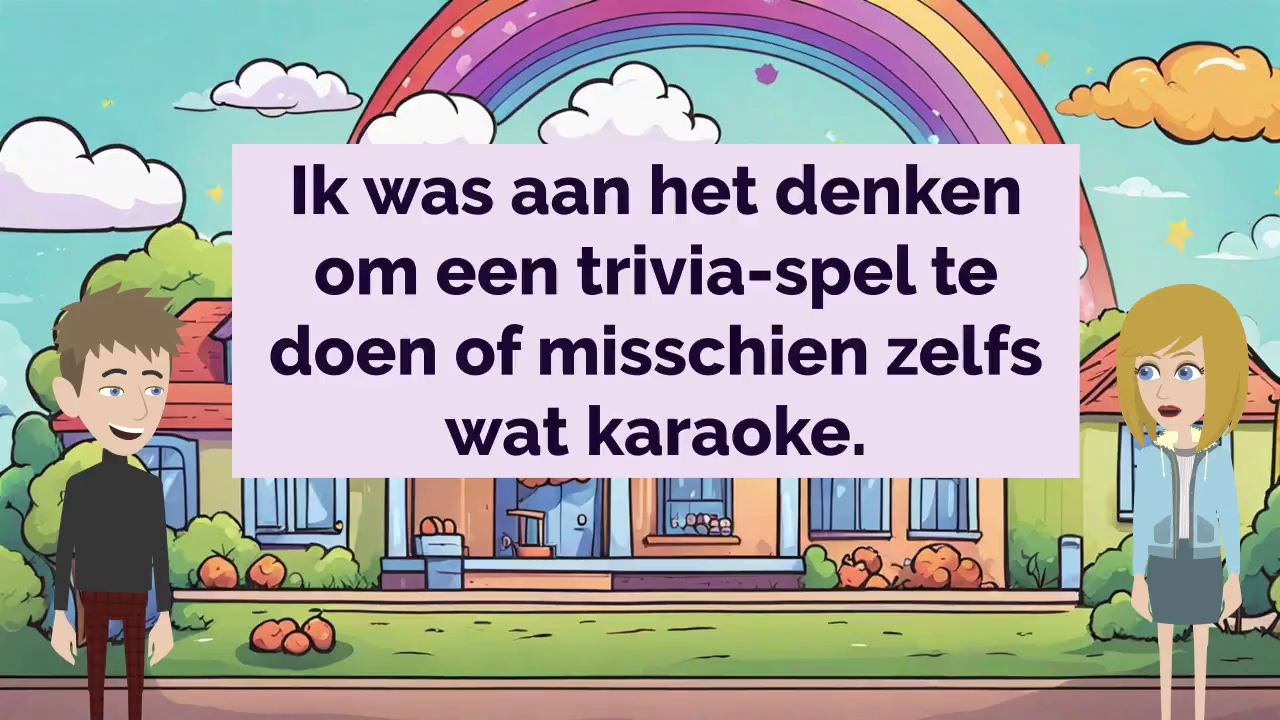 Ik was aan het denken
om een trivia-spel te
doen of misschien zelfs
wat karaoke.